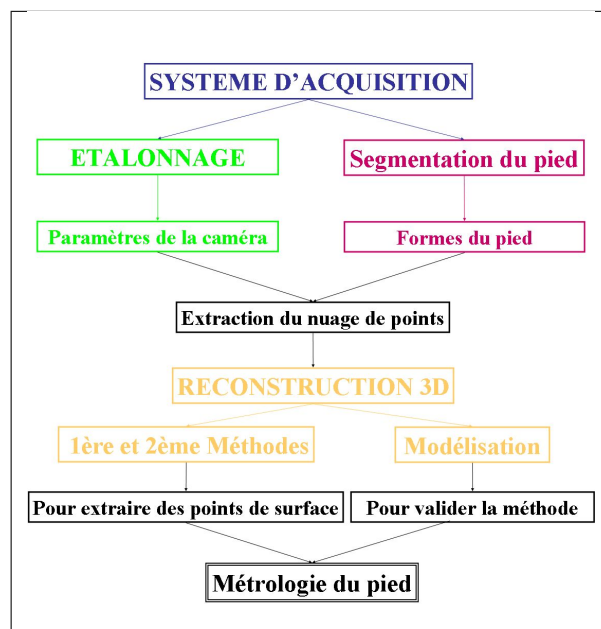 SYSTEME D'ACQUISITION
ETALONNAGE
Segmentation du pied
Paramètres de la caméra
Formes du pied
Extraction du nuage de points
RECONSTRUCTION 3D
1ère et 2ème Méthodes
Modélisation
Pour extraire des points de surface
Pour valider la méthode
Métrologie du pied